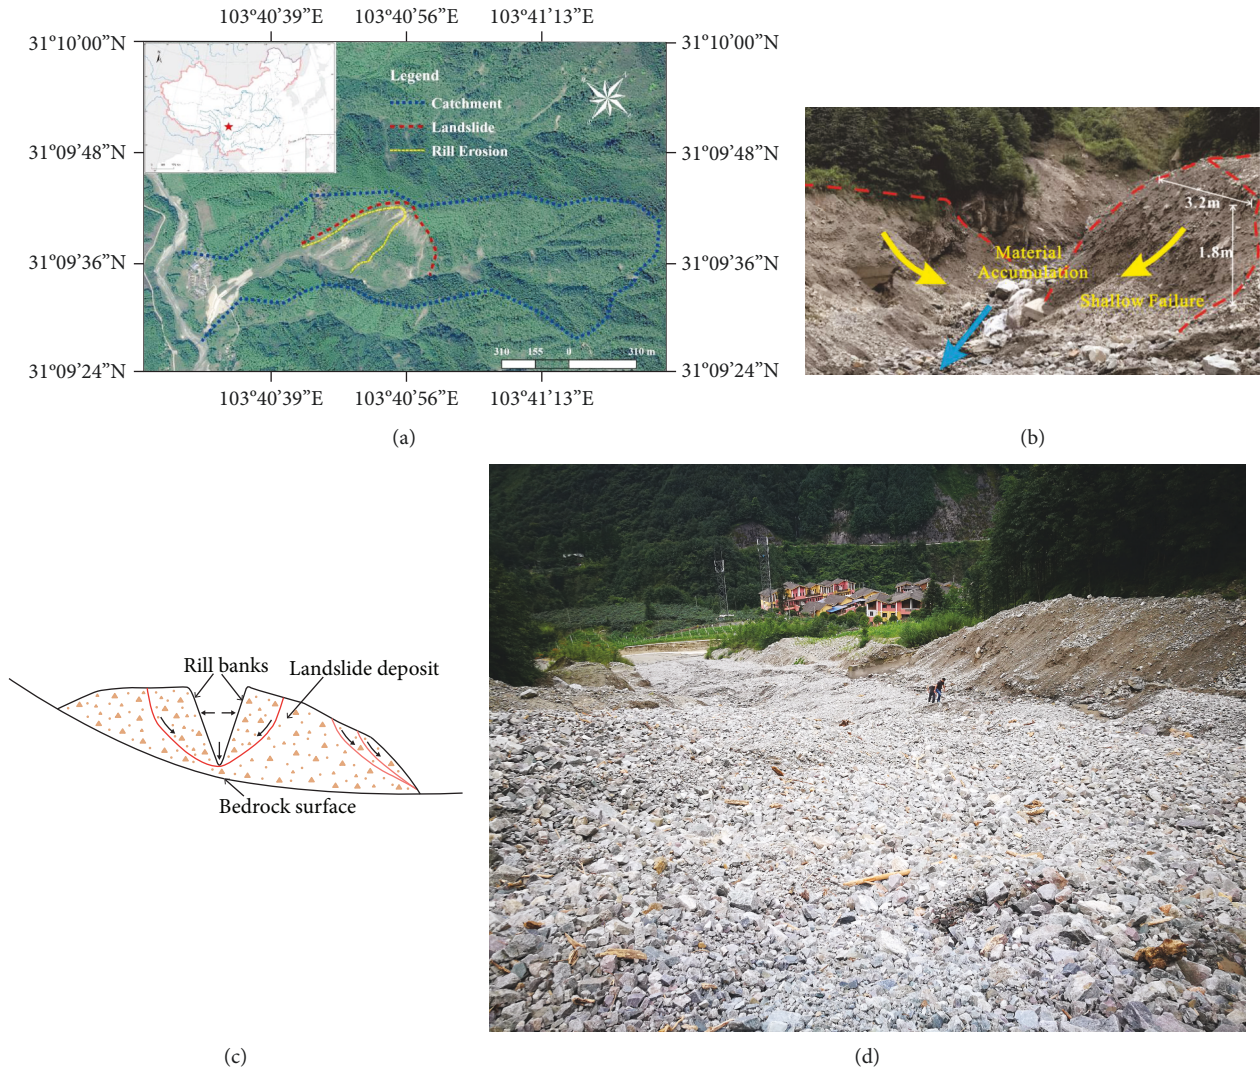 103°40’39”E 103°40’56”E 103°41’13”E
31°10’00”N 31°10’00”N
Legend
Catchment
Landslide
Rill Erosion
31°09’48”N 31°09’48”N
31°09’36”N 31°09’36”N
310 155 0 310 m
31°09’24”N 31°09’24”N
103°40’39”E 103°40’56”E 103°41’13”E
(a)
3.2m
1.8m
Material
Accumulation
Shallow Failure
(b)
Rill banks
Landslide deposit
Bedrock surface
(c)
(d)